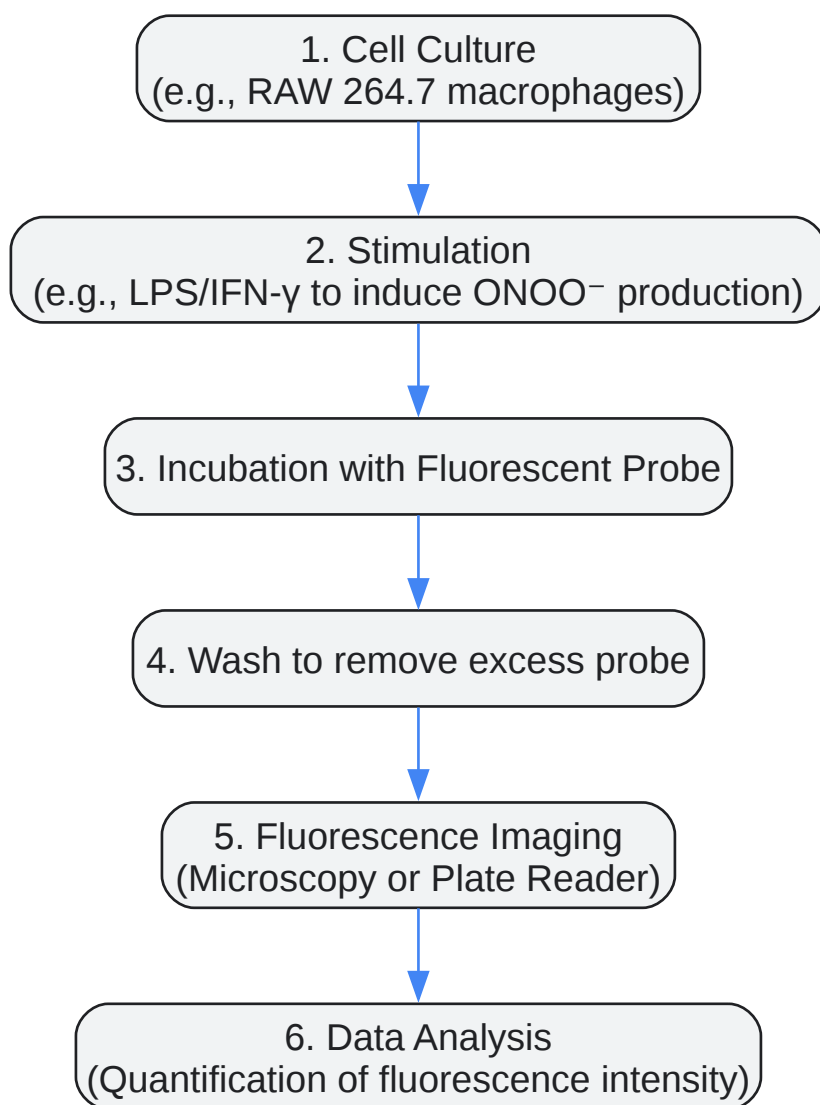 1. Cell Culture
(e.g., RAW 264.7 macrophages)
2. Stimulation
(e.g., LPS/IFN-γ to induce ONOO⁻ production)
3. Incubation with Fluorescent Probe
4. Wash to remove excess probe
5. Fluorescence Imaging
(Microscopy or Plate Reader)
6. Data Analysis
(Quantification of fluorescence intensity)